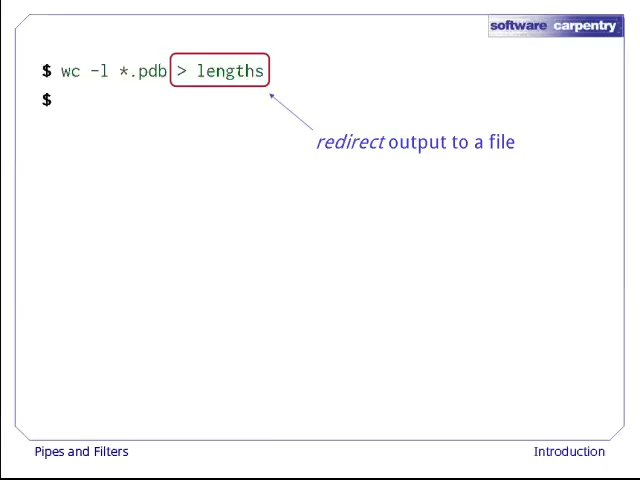 software carpentry
$ wc -l *.pdb > lengths
$
redirect output to a file
Pipes and Filters
Introduction